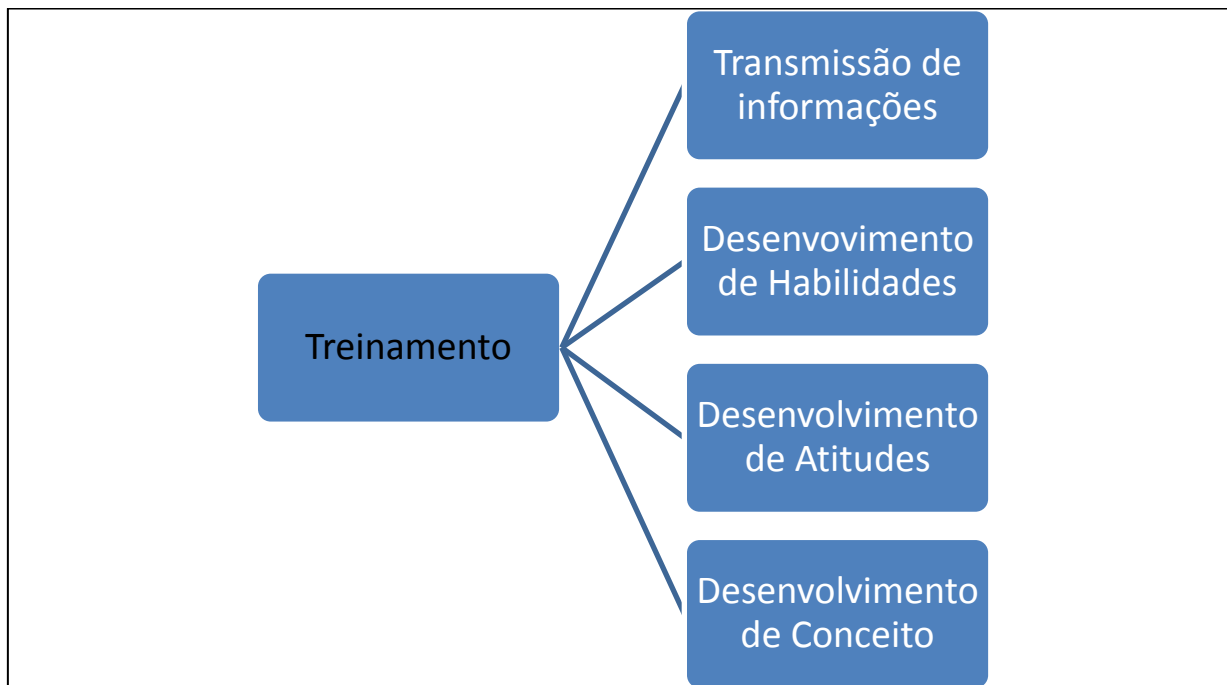 Transmissão de
informações
Desenvovimento
de Habilidades
Treinamento
Desenvolvimento
de Atitudes
Desenvolvimento
de Conceito